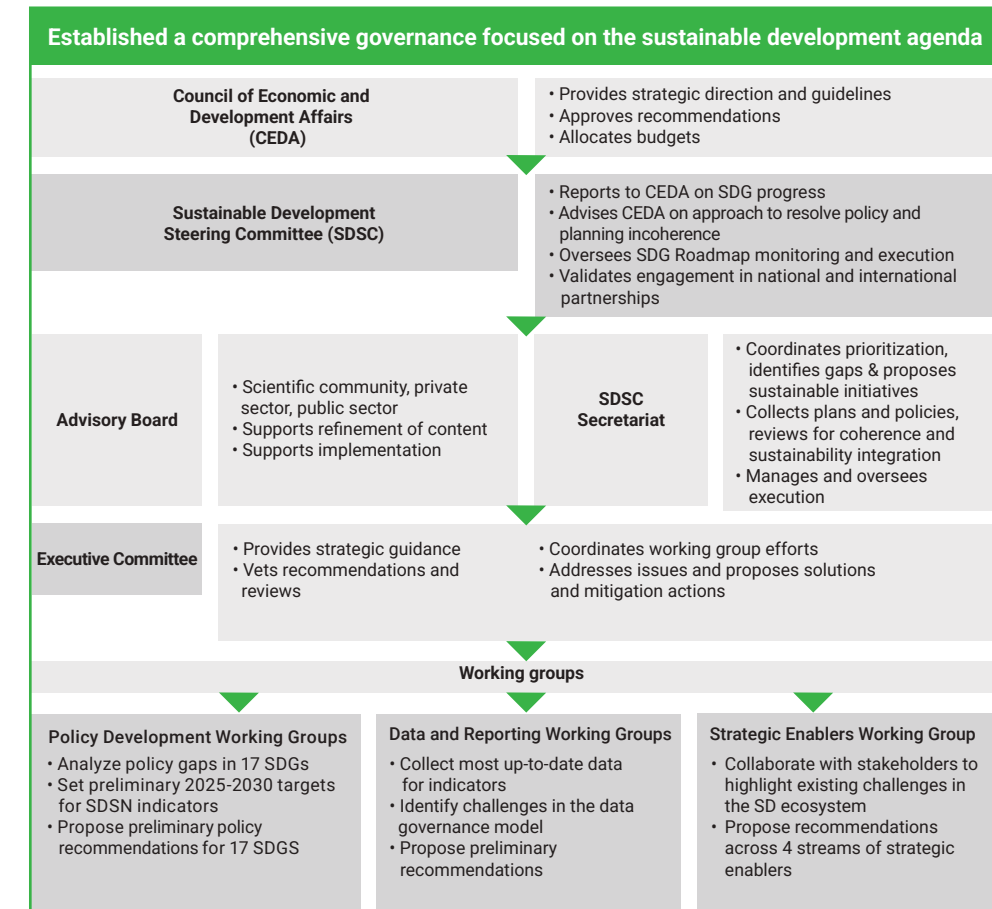 Established a comprehensive governance focused on the sustainable development agenda
Council of Economic and
Development Affairs
(CEDA)
• Provides strategic direction and guidelines
• Approves recommendations
• Allocates budgets
Sustainable Development
Steering Committee (SDSC)
• Reports to CEDA on SDG progress
• Advises CEDA on approach to resolve policy and
planning incoherence
• Oversees SDG Roadmap monitoring and execution
• Validates engagement in national and international
partnerships
Advisory Board
• Scientific community, private
sector, public sector
• Supports refinement of content
• Supports implementation
SDSC
Secretariat
• Coordinates prioritization,
identifies gaps & proposes
sustainable initiatives
• Collects plans and policies,
reviews for coherence and
sustainability integration
• Manages and oversees
execution
Executive Committee
• Provides strategic guidance
• Vets recommendations and
reviews
• Coordinates working group efforts
• Addresses issues and proposes solutions
and mitigation actions
Working groups
Policy Development Working Groups
• Analyze policy gaps in 17 SDGs
• Set preliminary 2025-2030 targets
for SDSN indicators
• Propose preliminary policy
recommendations for 17 SDGS
Data and Reporting Working Groups
• Collect most up-to-date data
for indicators
• Identify challenges in the data
governance model
• Propose preliminary
recommendations
Strategic Enablers Working Group
• Collaborate with stakeholders to
highlight existing challenges in
the SD ecosystem
• Propose recommendations
across 4 streams of strategic
enablers